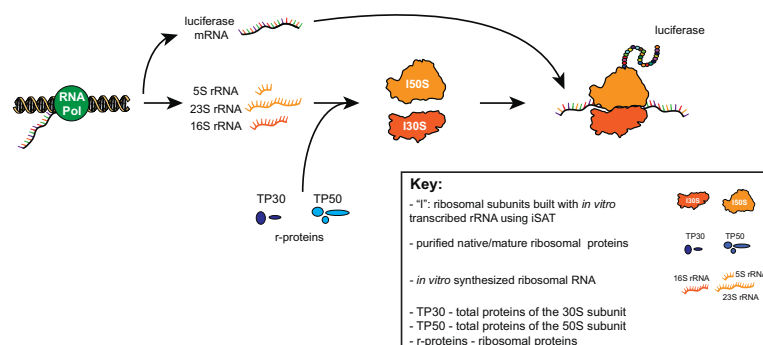 luciferase
mRNA
luciferase
RNA
Pol
5S rRNA
23S rRNA
16S rRNA
I50S
I30S
TP30 TP50
r-proteins
Key:
- "I": ribosomal subunits built with in vitro
transcribed rRNA using iSAT
I30S I50S
- purified native/mature ribosomal proteins
TP30 TP50
- in vitro synthesized ribosomal RNA
16S rRNA 5S rRNA
23S rRNA
- TP30 - total proteins of the 30S subunit
- TP50 - total proteins of the 50S subunit
- r-proteins - ribosomal proteins